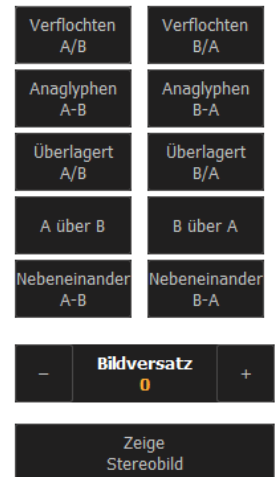 Verflochten
A/B
Verflochten
B/A
Anaglyphen
A-B
Anaglyphen
B-A
Überlagert
A/B
Überlagert
B/A
A über B
B über A
Nebeneinander
A-B
Nebeneinander
B-A
–
Bildversatz
0
+
Zeige
Stereobild